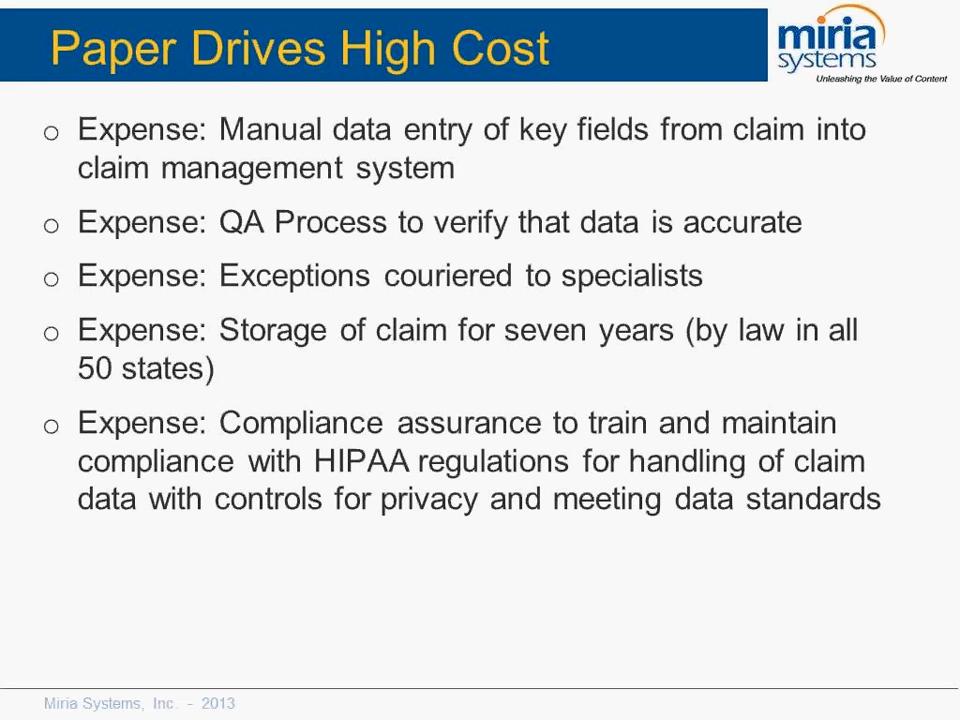 Paper Drives High Cost
miria
systems
Unleashing the Value of Content
o Expense: Manual data entry of key fields from claim into
claim management system
o Expense: QA Process to verify that data is accurate
o Expense: Exceptions couriered to specialists
o Expense: Storage of claim for seven years (by law in all
50 states)
o Expense: Compliance assurance to train and maintain
compliance with HIPAA regulations for handling of claim
data with controls for privacy and meeting data standards
Miria Systems, Inc. - 2013